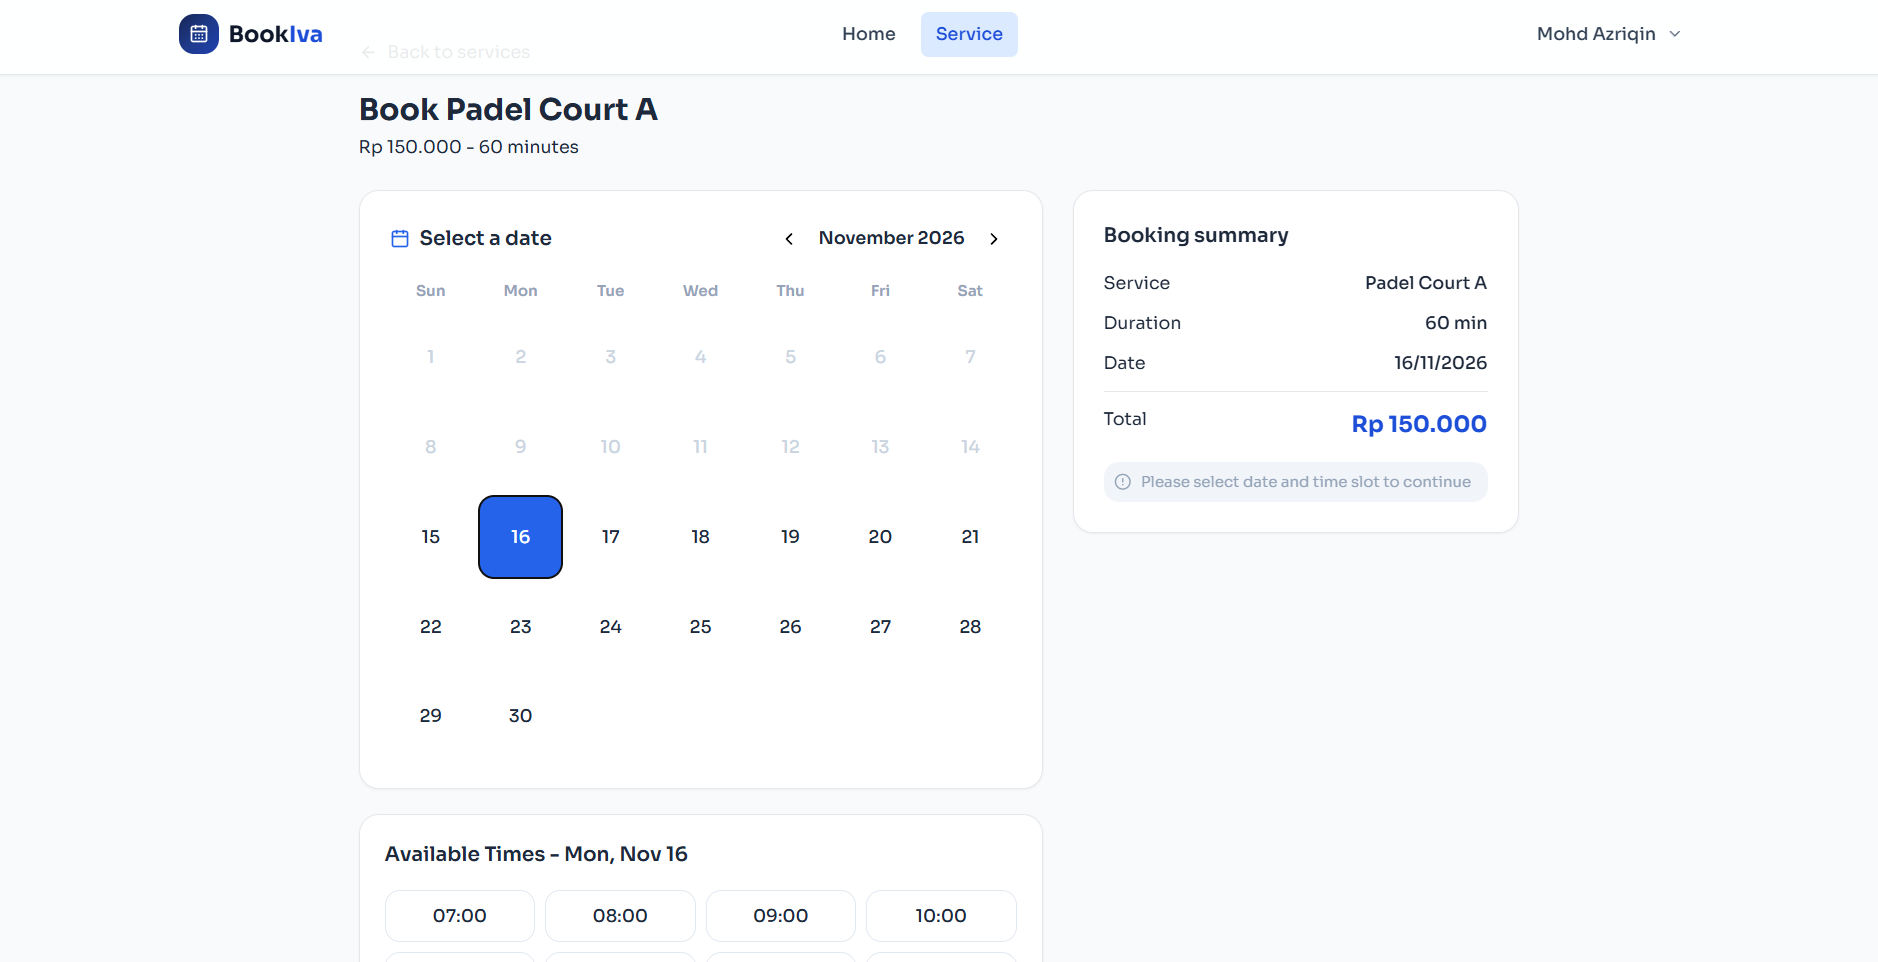 BookIva
Home
Service
Mohd Azriqin
Back to services
Book Padel Court A
Rp 150.000 - 60 minutes
Select a date
November 2026
Sun Mon Tue Wed Thu Fri Sat
1 2 3 4 5 6 7
8 9 10 11 12 13 14
15 16 17 18 19 20 21
22 23 24 25 26 27 28
29 30
Booking summary
Service Padel Court A
Duration 60 min
Date 16/11/2026
Total Rp 150.000
Please select date and time slot to continue
Available Times - Mon, Nov 16
07:00 08:00 09:00 10:00